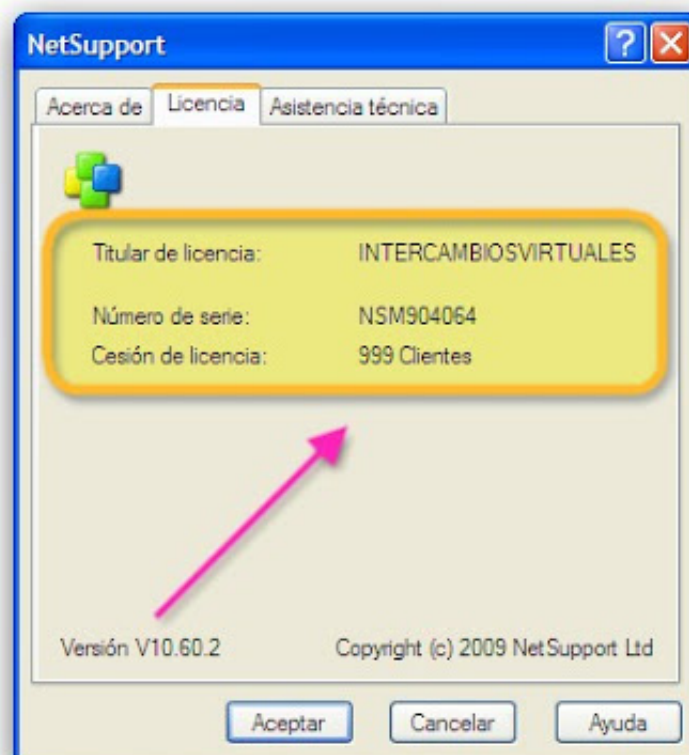 NetSupport
Acerca de Licencia Asistencia técnica
Titular de licencia: INTERCAMBIOSVIRTUALES
Número de serie: NSM904064
Cesión de licencia: 999 Clientes
Versión V10.60.2 Copyright (c) 2009 NetSupport Ltd
Aceptar Cancelar Ayuda